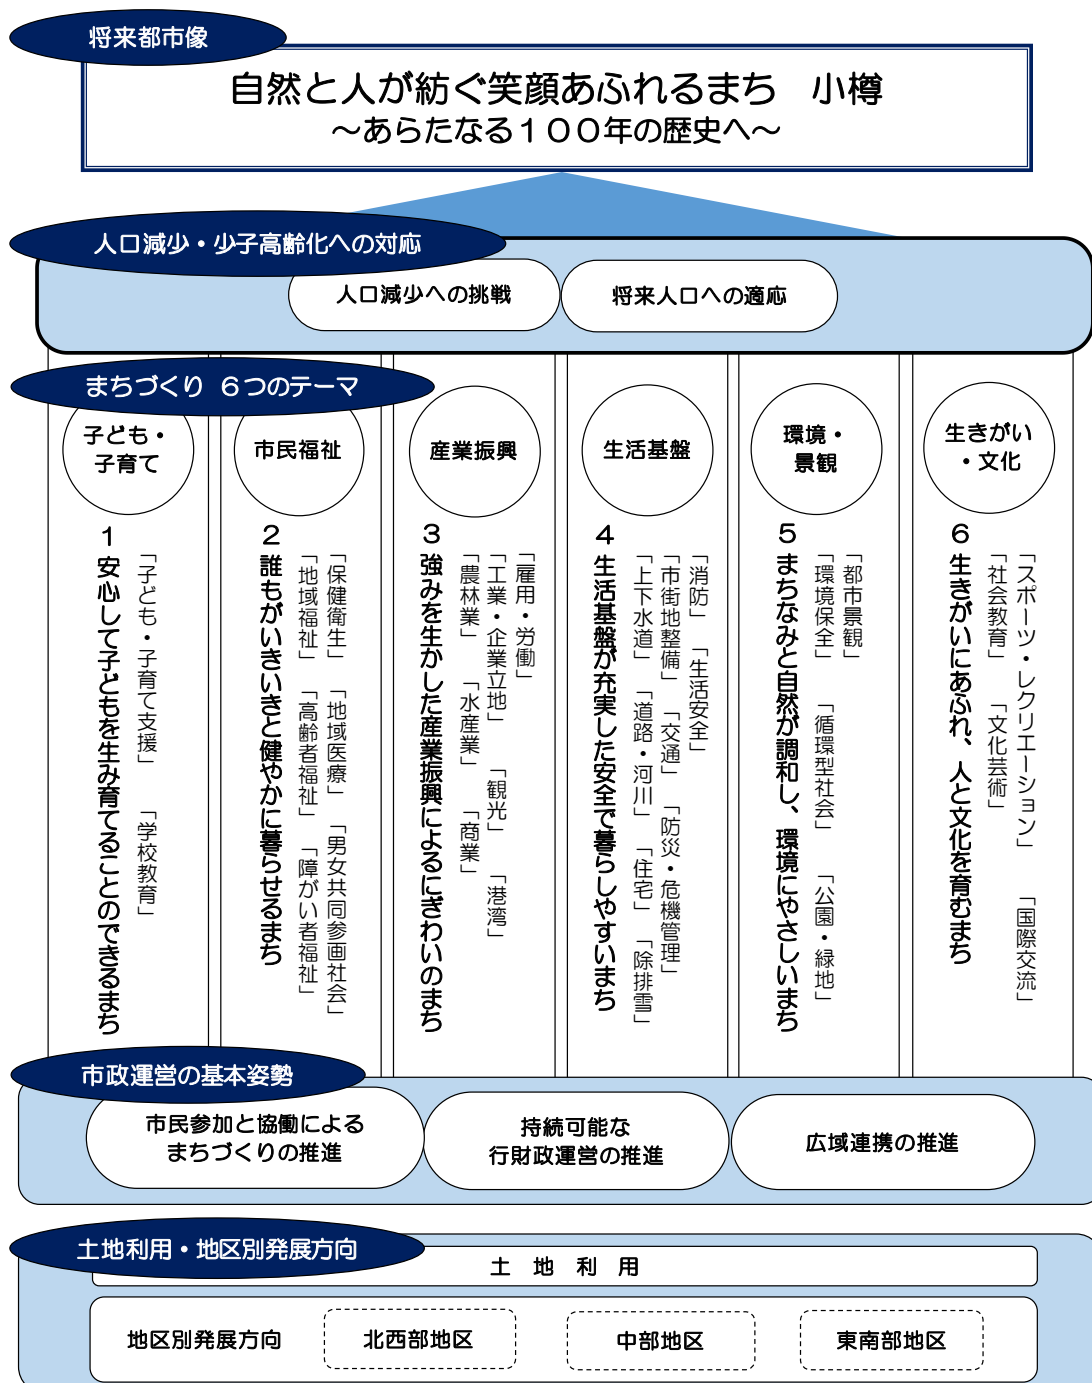 将来都市像
自然と人が紡ぐ笑顔あふれるまち　小樽
～あらたなる１００年の歴史へ～
人口減少・少子高齢化への対応
人口減少への挑戦
将来人口への適応
まちづくり ６つのテーマ
子ども・
子育て
市民福祉
産業振興
生活基盤
環境・
景観
生きがい
・文化
１ 安心して子どもを生み育てることのできるまち
「子ども・子育て支援」　「学校教育」
２ 誰もがいきいきと健やかに暮らせるまち
「地域福祉」「高齢者福祉」「障がい者福祉」
「保健衛生」「地域医療」「男女共同参画社会」
３ 強みを生かした産業振興によるにぎわいのまち
「農林業」「水産業」「商業」
「工業・企業立地」「観光」「港湾」
「雇用・労働」
４ 生活基盤が充実した安全で暮らしやすいまち
「上下水道」「道路・河川」「住宅」「除排雪」
「市街地整備」「交通」「防災・危機管理」
「消防」「生活安全」
５ まちなみと自然が調和し、環境にやさしいまち
「環境保全」「循環型社会」「公園・緑地」
「都市景観」
６ 生きがいにあふれ、人と文化を育むまち
「社会教育」「文化芸術」
「スポーツ・レクリエーション」「国際交流」
市政運営の基本姿勢
市民参加と協働による
まちづくりの推進
持続可能な
行財政運営の推進
広域連携の推進
土地利用・地区別発展方向
土　地　利　用
地区別発展方向
北西部地区
中部地区
東南部地区